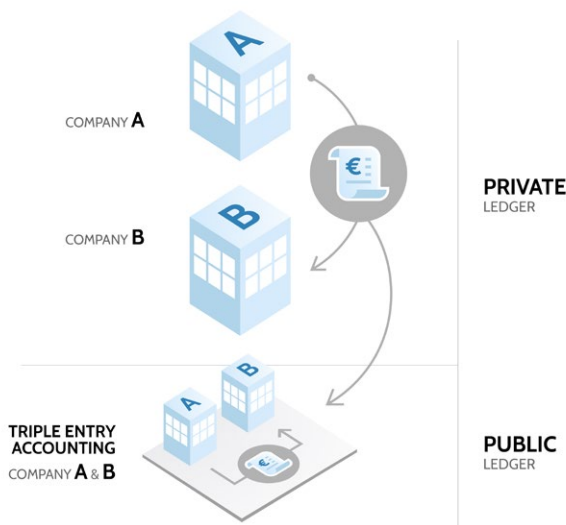 A
COMPANY A
€
PRIVATE
LEDGER
B
COMPANY B
B
A
TRIPLE ENTRY
ACCOUNTING
COMPANY A & B
€
PUBLIC
LEDGER